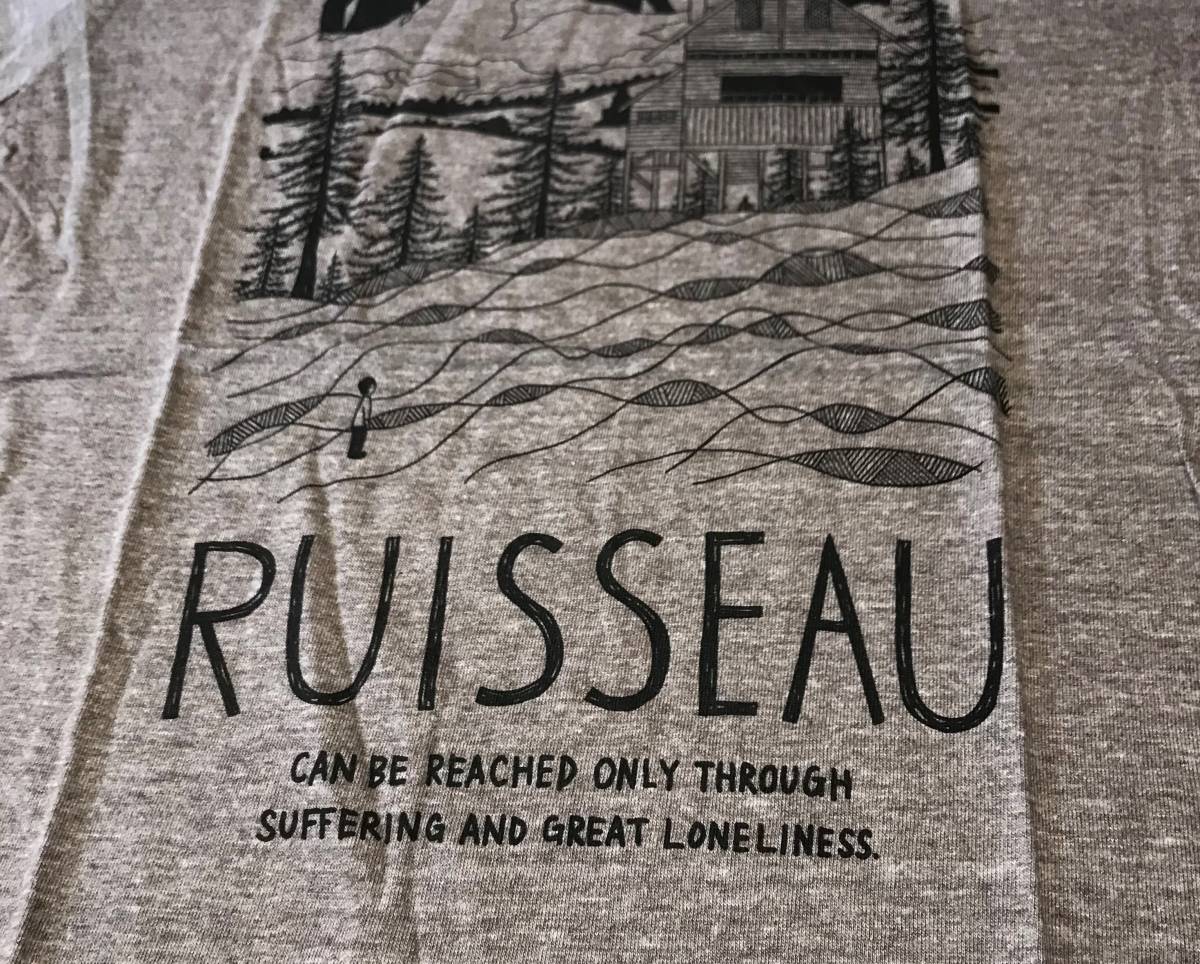 RUISSEAU
CAN BE REACHED ONLY THROUGH
SUFFERING AND GREAT LONELINESS.